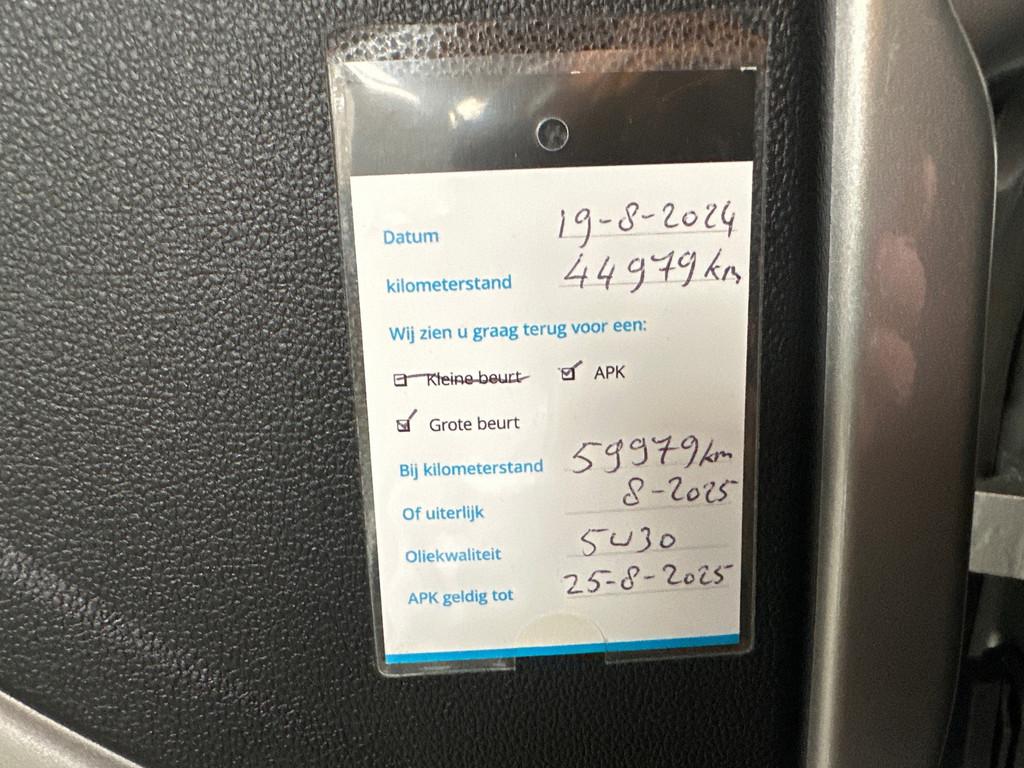 Datum 19-8-2024
kilometerstand 44979 km
Wij zien u graag terug voor een:
Kleine beurt APK
Grote beurt
Bij kilometerstand 59979 km
Of uiterlijk 8-2025
Oliekwaliteit 5W30
APK geldig tot 25-8-2025